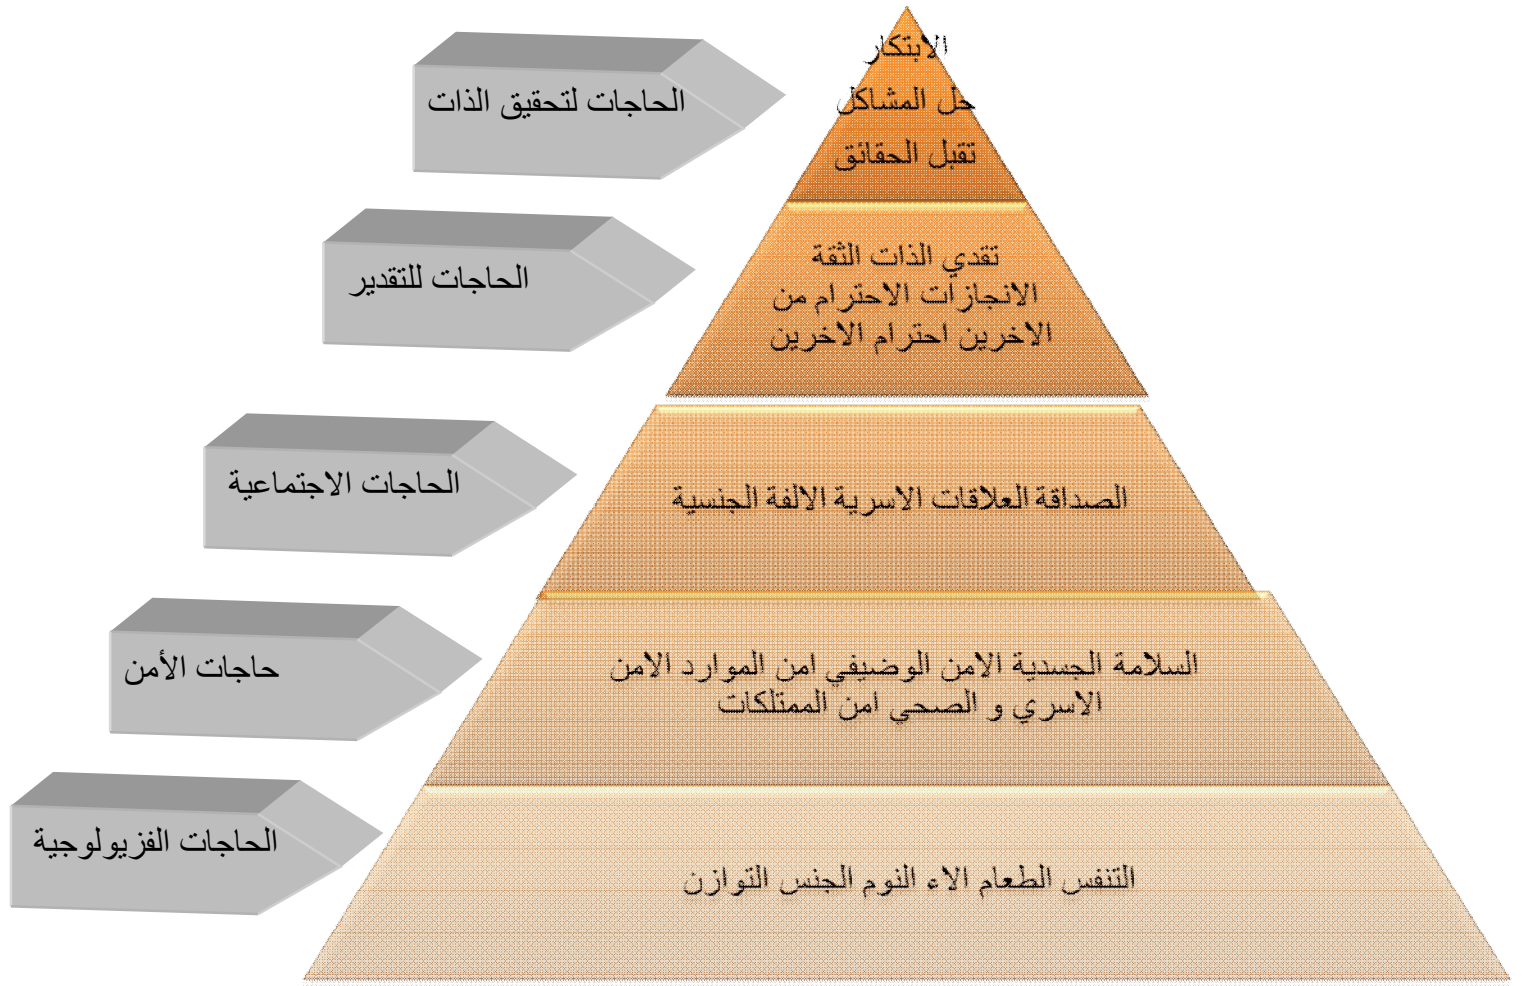 الابتكار
حل المشاكل
تقبل الحقائق
الحاجات لتحقيق الذات
تقدي الذات الثقة
الانجازات الاحترام من
الاخرين احترام الاخرين
الحاجات للتقدير
الصداقة العلاقات الاسرية الالفة الجنسية
الحاجات الاجتماعية
السلامة الجسدية الامن الوضيفي امن الموارد الامن
الاسري و الصحي امن الممتلكات
حاجات الأمن
التنفس الطعام الاء النوم الجنس التوازن
الحاجات الفزيولوجية